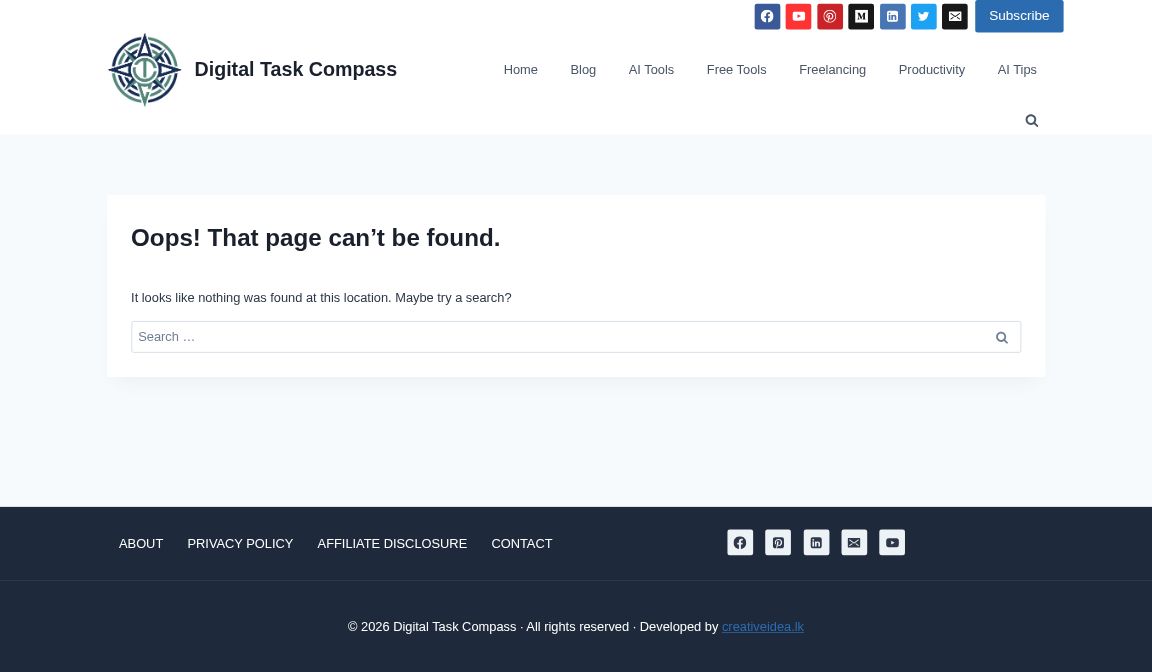 Subscribe
Digital Task Compass
Home Blog AI Tools Free Tools Freelancing Productivity AI Tips
Oops! That page can’t be found.
It looks like nothing was found at this location. Maybe try a search?
Search …
ABOUT PRIVACY POLICY AFFILIATE DISCLOSURE CONTACT
© 2026 Digital Task Compass · All rights reserved · Developed by creativeidea.lk